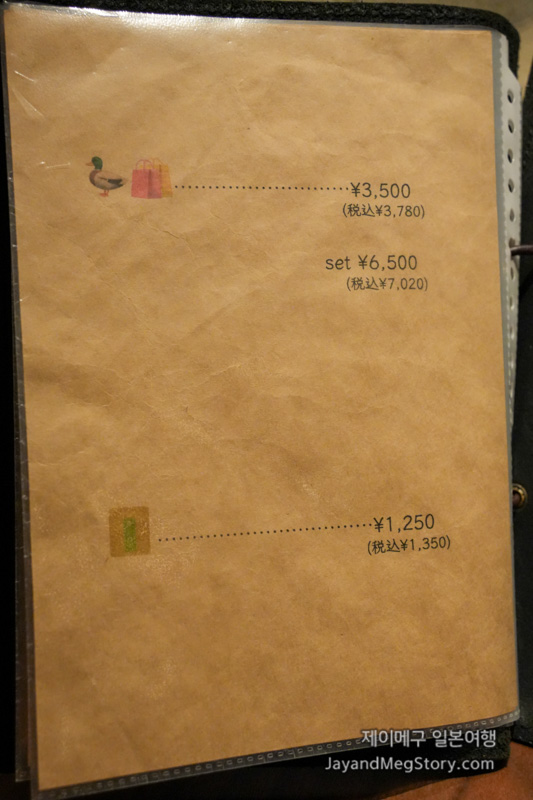 🦆🛍️……………………¥3,500
(税込¥3,780)
set ¥6,500
(税込¥7,020)
……………………¥1,250
(税込¥1,350)
제이메구 일본여행
JayandMegStory.com